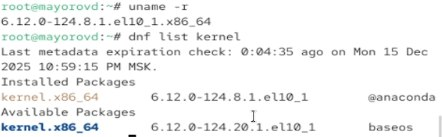 root@mayorovd:~# uname -r
6.12.0-124.8.1.el10_1.x86_64
root@mayorovd:~# dnf list kernel
Last metadata expiration check: 0:04:35 ago on Mon 15 Dec
2025 10:59:15 PM MSK.
Installed Packages
kernel.x86_64 6.12.0-124.8.1.el10_1 @anaconda
Available Packages
kernel.x86_64 6.12.0-124.20.1.el10_1 baseos